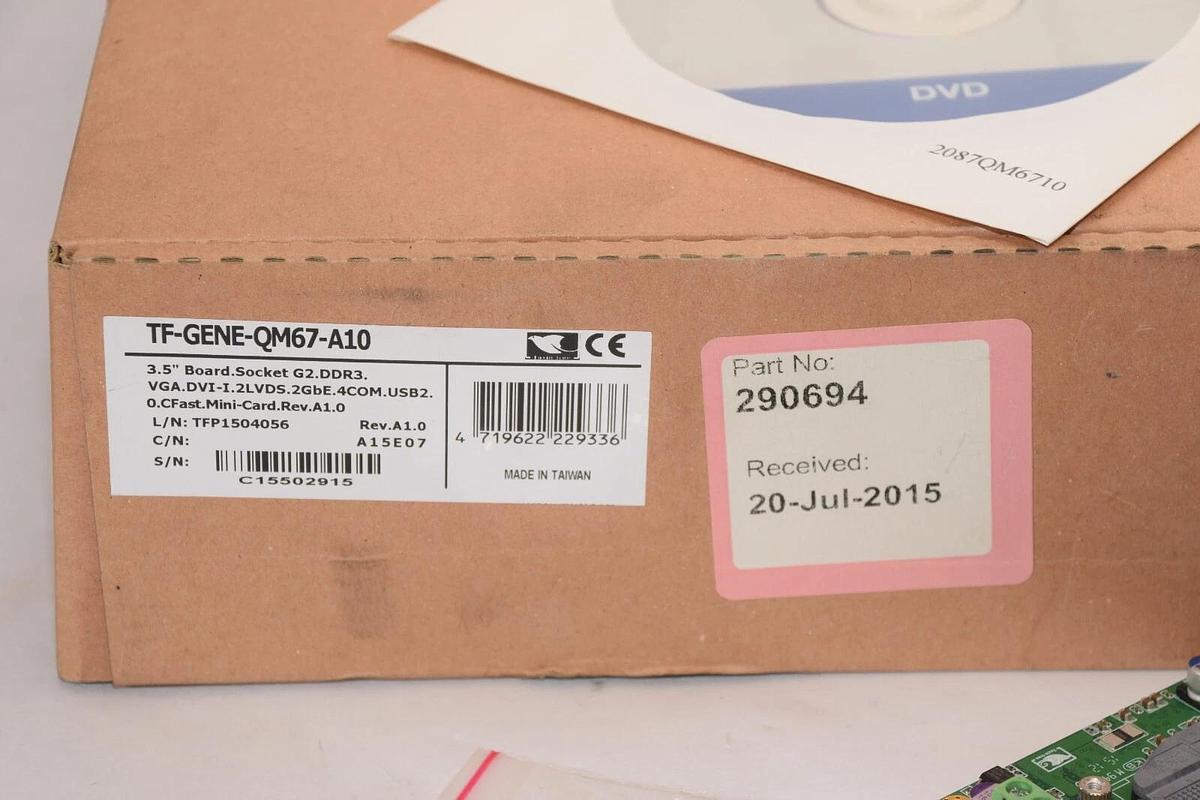 DVD
2087QM6710
TF-GENE-QM67-A10
CE
3.5" Board.Socket G2.DDR3.
VGA.DVI-I.2LVDS.2GbE.4COM.USB2.
0.CFast.Mini-Card.Rev.A1.0
L/N: TFP1504056 Rev.A1.0
C/N: A15E07
S/N:
C15502915
4 719622 229336
MADE IN TAIWAN
Part No:
290694
Received:
20-Jul-2015